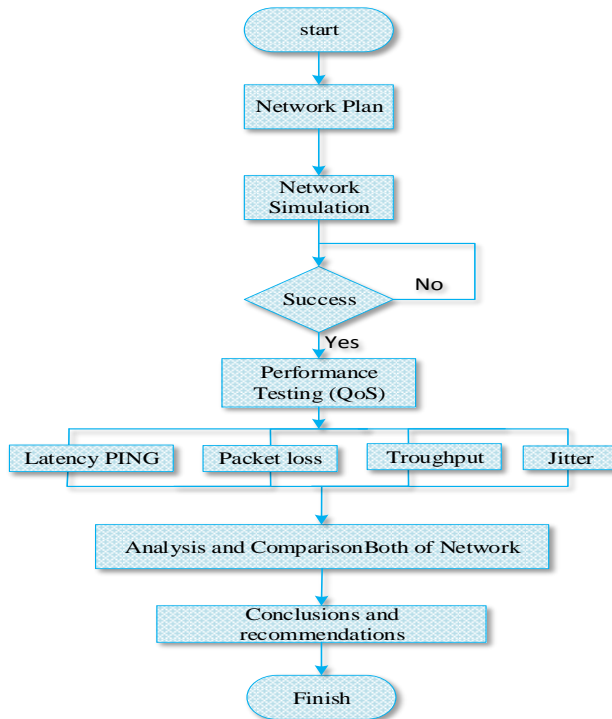 start
Network Plan
Network
Simulation
Success
No
Yes
Performance
Testing (QoS)
Latency PING
Packet loss
Troughput
Jitter
Analysis and ComparisonBoth of Network
Conclusions and
recommendations
Finish